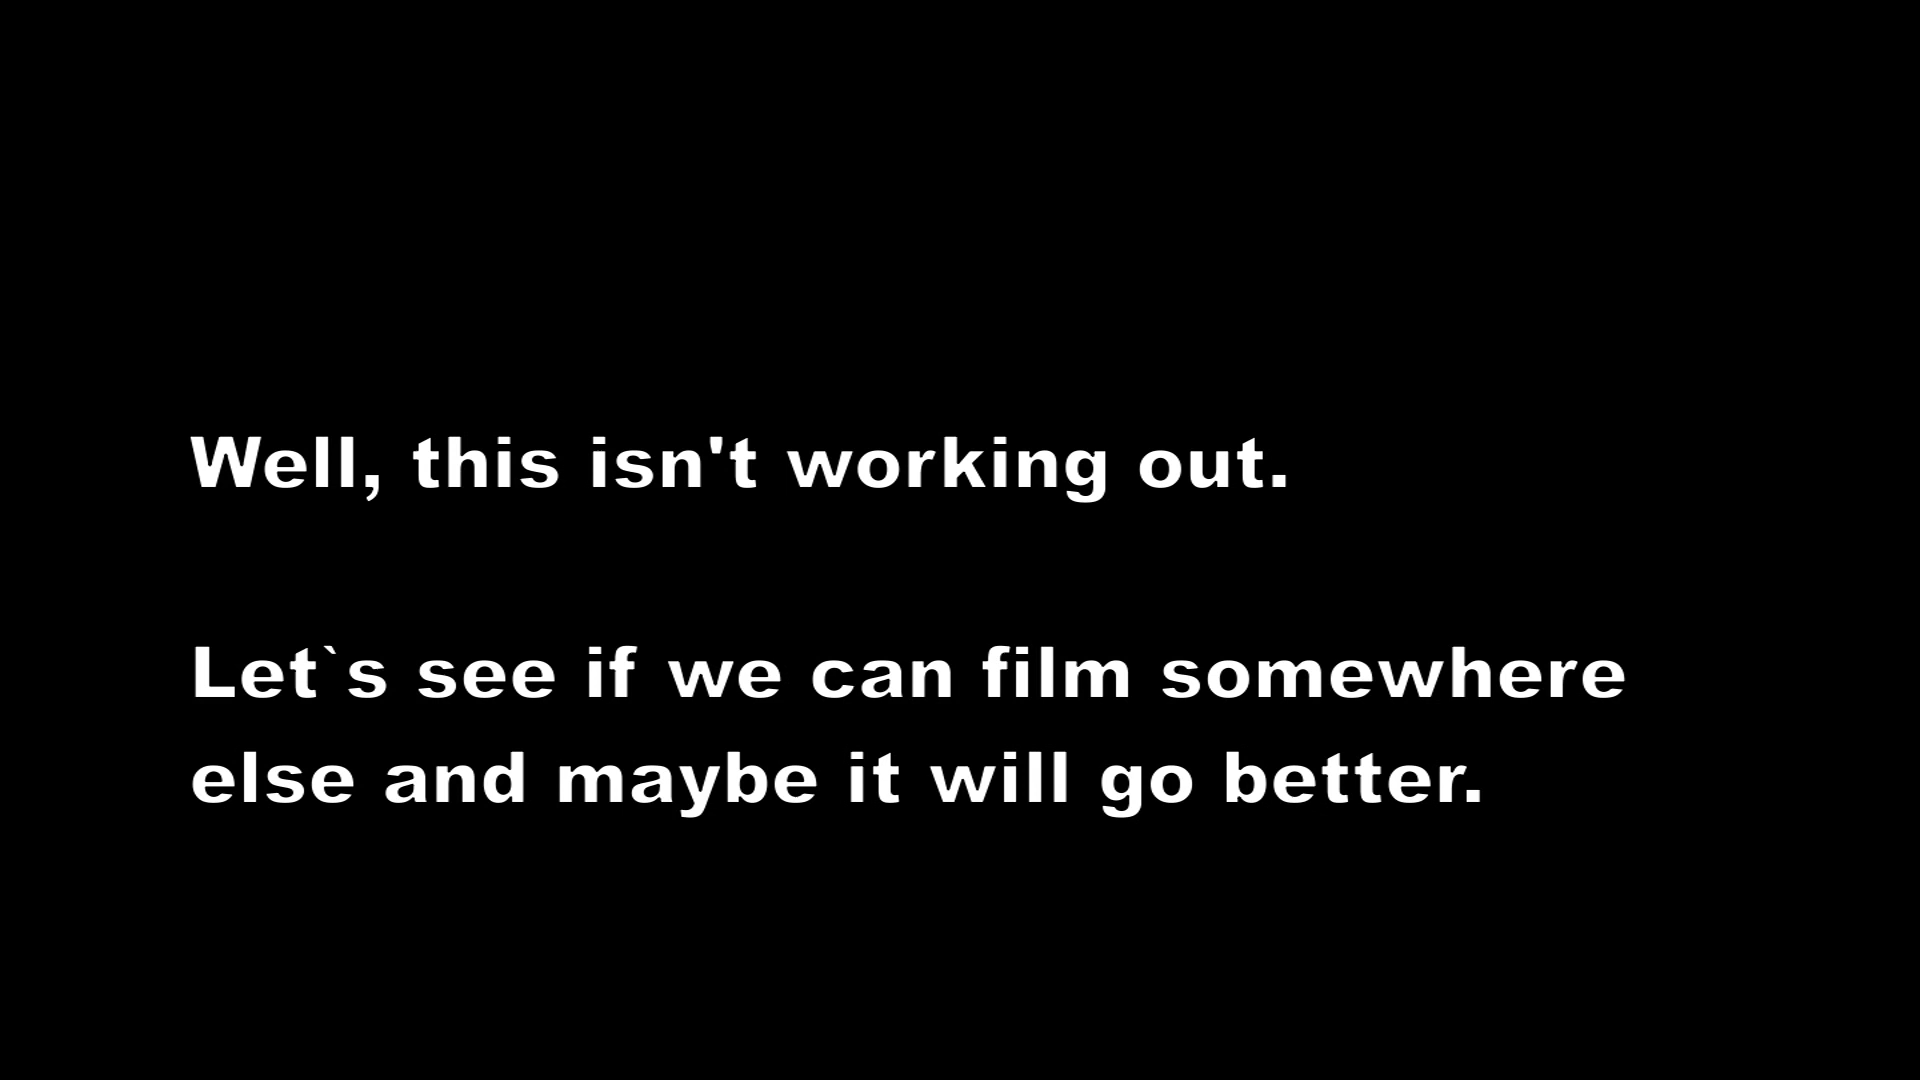 Well, this isn't working out.
Let`s see if we can film somewhere
else and maybe it will go better.